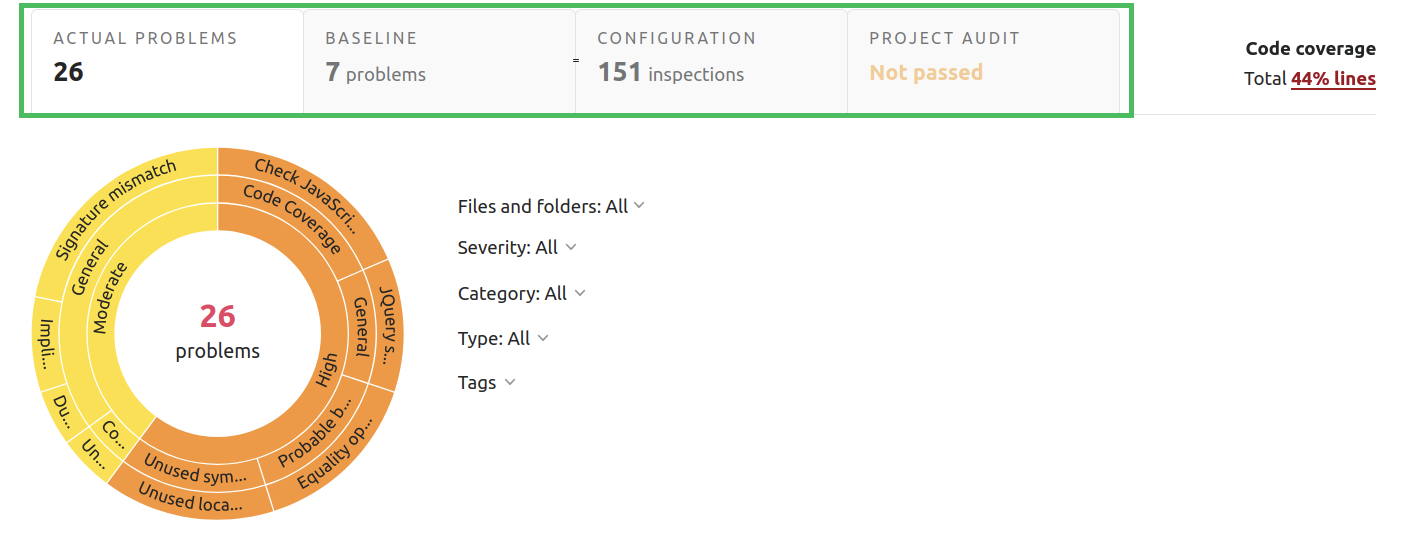 ACTUAL PROBLEMS
26
BASELINE
7 problems
=
CONFIGURATION
151 inspections
PROJECT AUDIT
Not passed
Code coverage
Total 44% lines
Signature mismatch
General
Moderate
Impli...
Du...
Un...
Co...
Check JavaScri...
Code Coverage
JQuery s...
General
High
Probable b...
Equality op...
Unused sym...
Unused loca...
26
problems
Files and folders: All
Severity: All
Category: All
Type: All
Tags